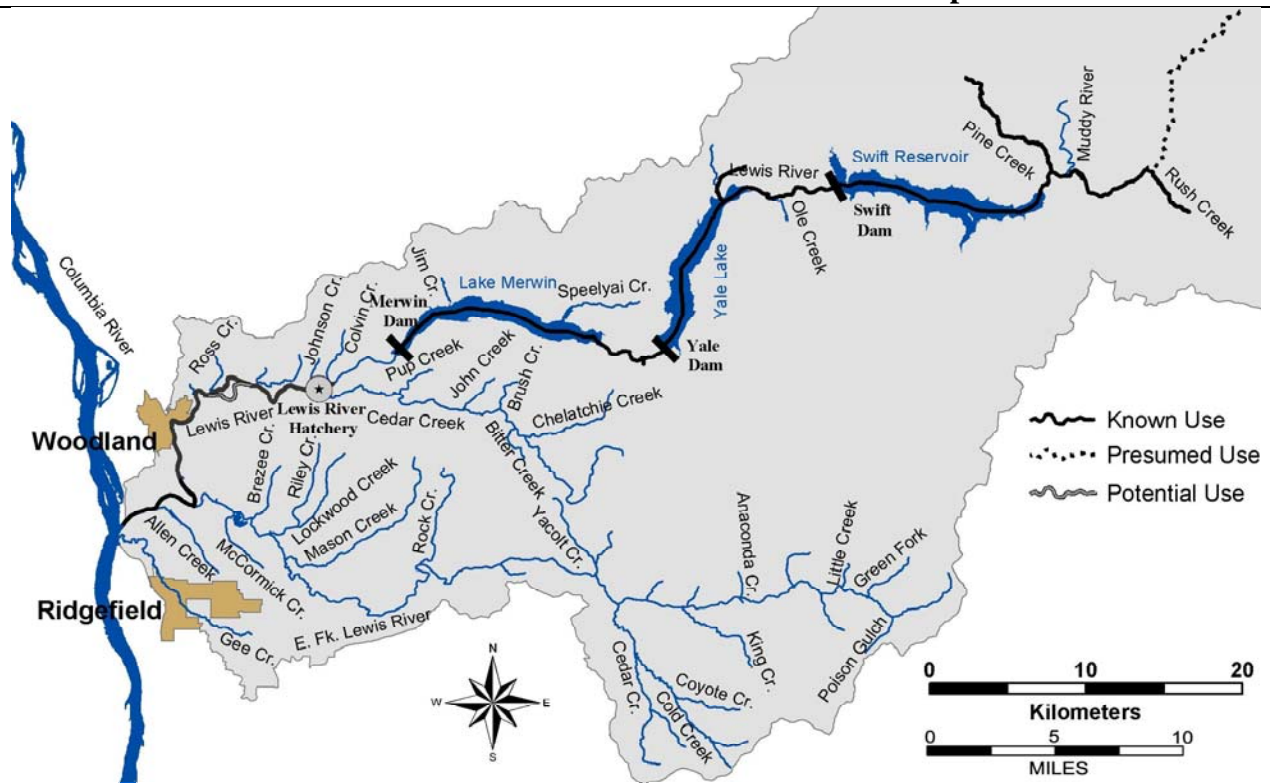 Muddy River
Pine Creek
Rush Creek
Lewis River
Swift Reservoir
Swift
Dam
Ole Creek
Yale Lake
Columbia River
Jim Cr.
Lake Merwin
Speelyai Cr.
Merwin
Dam
Yale
Dam
Johnson Cr.
Colvin Cr.
Ross Cr.
Pup Creek
John Creek
Brush Cr.
Chelatchie Creek
Lewis River
Lewis River
Hatchery
Cedar Creek
Bitter Creek
Woodland
Brezee Cr.
Riley Cr.
Lockwood Creek
Mason Creek
Rock Cr.
Yacolt Cr.
Known Use
Presumed Use
Potential Use
Allen Creek
McCormick Cr.
Anaconda Cr.
Little Creek
Green Fork
Ridgefield
Gee Cr.
E. Fk. Lewis River
King Cr.
Poison Gulch
Cedar Cr.
Coyote Cr.
Cold Creek
N
W E
S
0 10 20
Kilometers
0 5 10
MILES